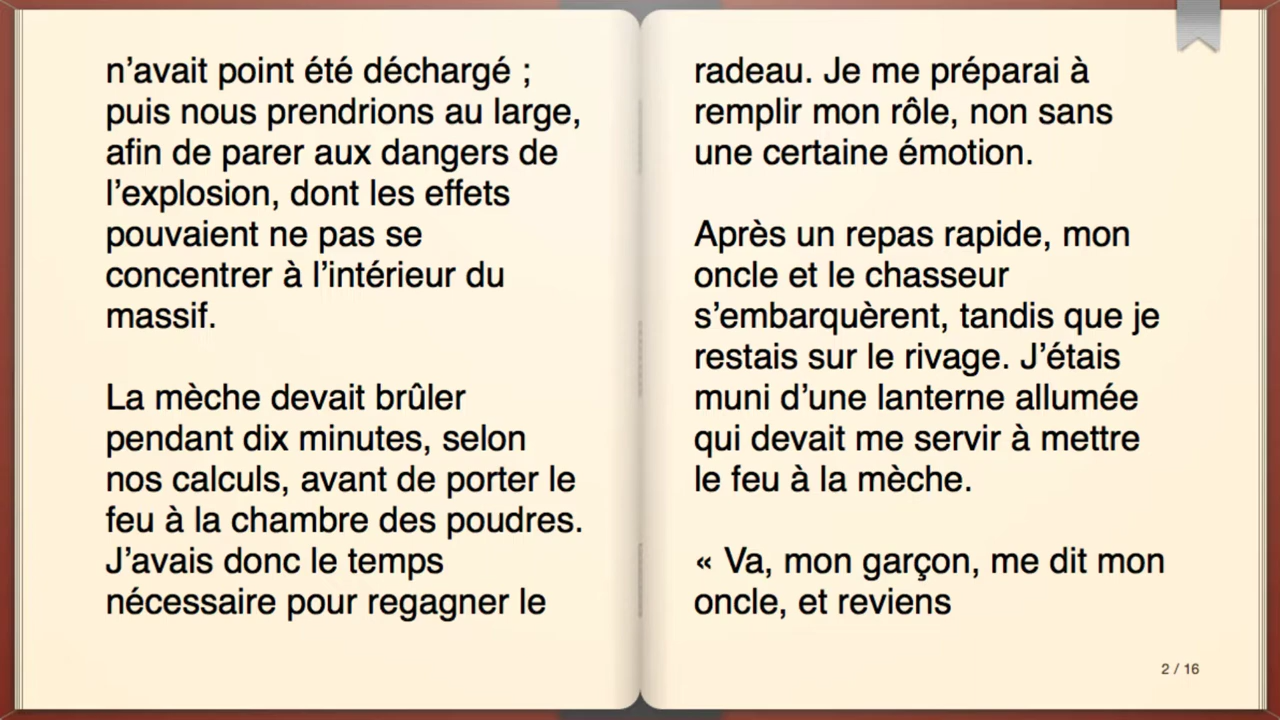 n’avait point été déchargé ;
puis nous prendrions au large,
afin de parer aux dangers de
l’explosion, dont les effets
pouvaient ne pas se
concentrer à l’intérieur du
massif.
La mèche devait brûler
pendant dix minutes, selon
nos calculs, avant de porter le
feu à la chambre des poudres.
J’avais donc le temps
nécessaire pour regagner le
radeau. Je me préparai à
remplir mon rôle, non sans
une certaine émotion.
Après un repas rapide, mon
oncle et le chasseur
s’embarquèrent, tandis que je
restais sur le rivage. J’étais
muni d’une lanterne allumée
qui devait me servir à mettre
le feu à la mèche.
« Va, mon garçon, me dit mon
oncle, et reviens
2 / 16